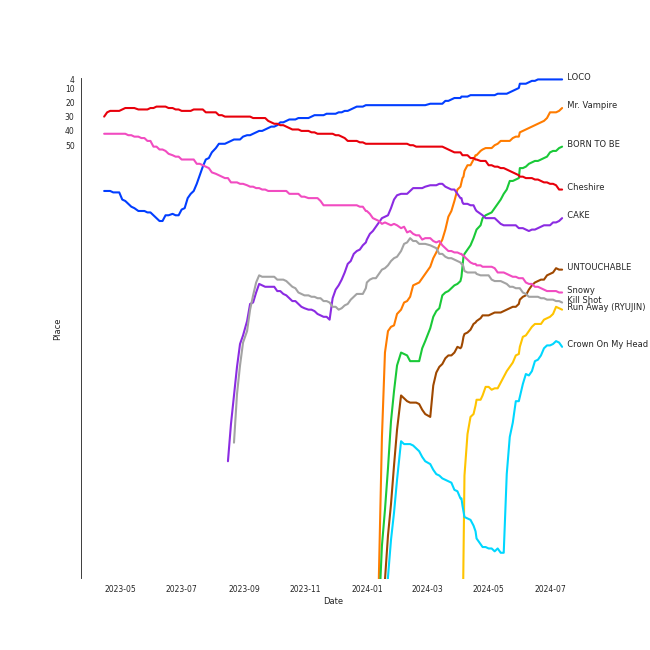 4
10
20
30
40
50
Place
LOCO
Mr. Vampire
BORN TO BE
Cheshire
CAKE
UNTOUCHABLE
Snowy
Kill Shot
Run Away (RYUJIN)
Crown On My Head
2023-05 2023-07 2023-09 2023-11 2024-01 2024-03 2024-05 2024-07
Date